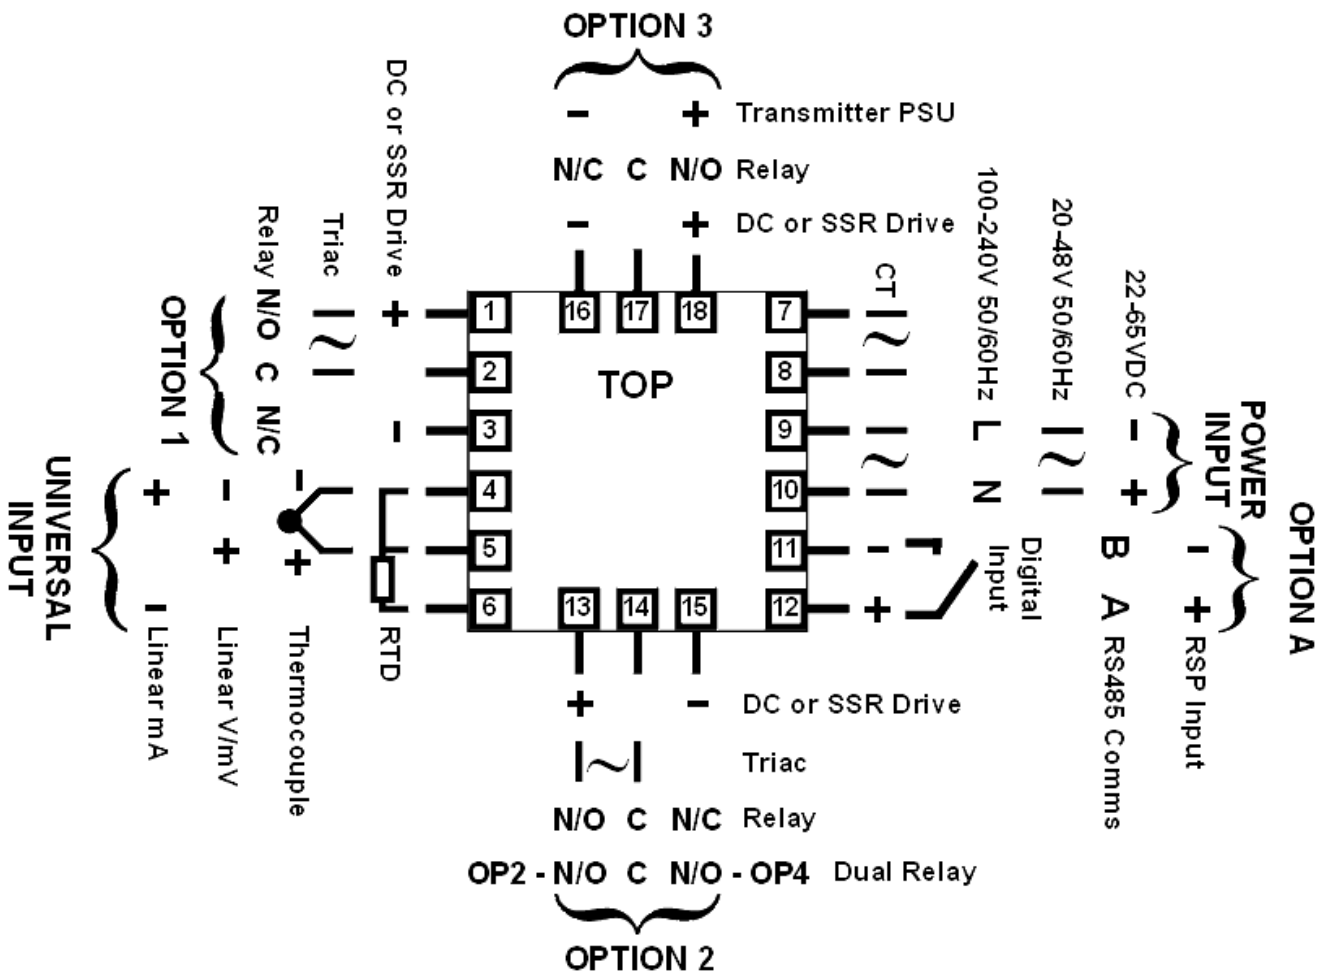 OPTION 3
- + Transmitter PSU
N/C C N/O Relay
- + DC or SSR Drive
DC or SSR Drive
+
-
Triac
~
Relay N/O C N/C
OPTION 1
1
2
3
4
5
6
16 17 18
TOP
13 14 15
7
8
9
10
11
12
CT
~
~
100-240V 50/60Hz
L
N
20-48V 50/60Hz
~
22-65VDC
-
+
POWER
INPUT
OPTION A
- +
Digital
Input
B A RS485 Comms
- + RSP Input
UNIVERSAL
INPUT
+ - Linear mA
- + Linear V/mV
- + Thermocouple
RTD
+ - DC or SSR Drive
~ Triac
N/O C N/C Relay
OP2 - N/O C N/O - OP4 Dual Relay
OPTION 2